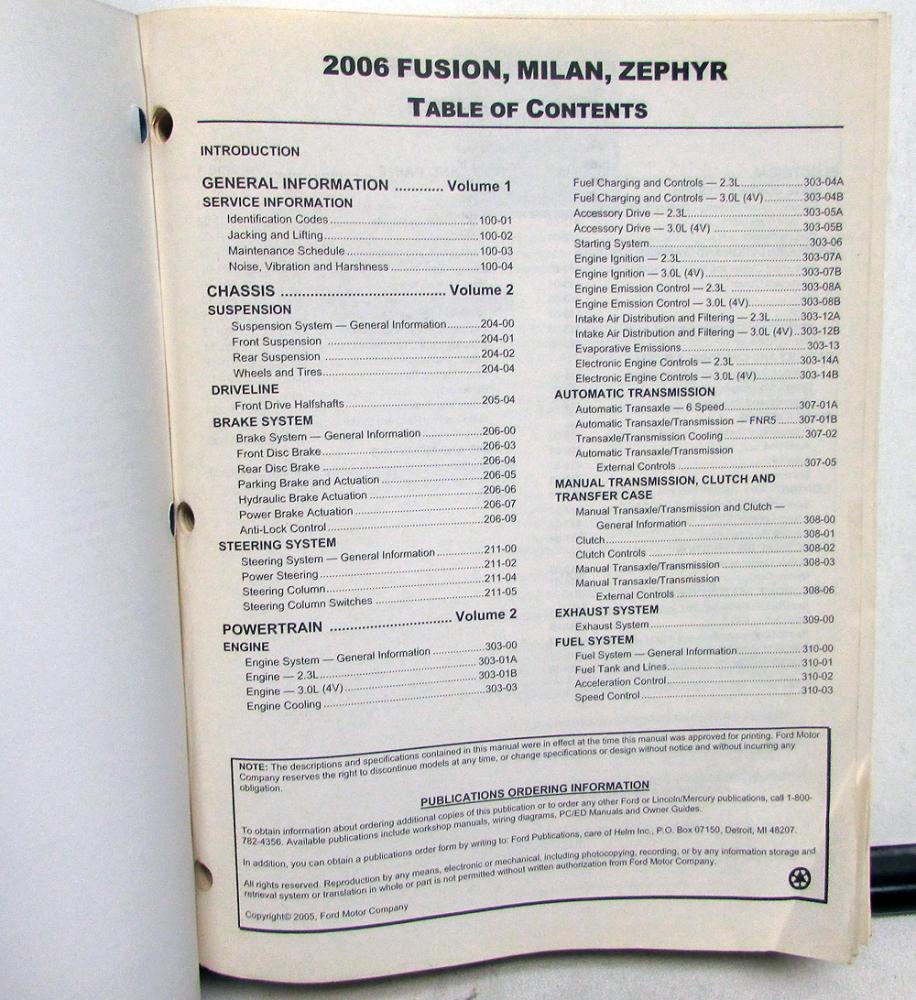 2006 FUSION, MILAN, ZEPHYR
TABLE OF CONTENTS
INTRODUCTION
GENERAL INFORMATION ............ Volume 1
SERVICE INFORMATION
Identification Codes ... 100-01
Jacking and Lifting ... 100-02
Maintenance Schedule ... 100-03
Noise, Vibration and Harshness ... 100-04
CHASSIS ... Volume 2
SUSPENSION
Suspension System — General Information ... 204-00
Front Suspension ... 204-01
Rear Suspension ... 204-02
Wheels and Tires ... 204-04
DRIVELINE
Front Drive Halfshafts ... 205-04
BRAKE SYSTEM
Brake System — General Information ... 206-00
Front Disc Brake ... 206-03
Rear Disc Brake ... 206-04
Parking Brake and Actuation ... 206-05
Hydraulic Brake Actuation ... 206-06
Power Brake Actuation ... 206-07
Anti-Lock Control ... 206-09
STEERING SYSTEM
Steering System — General Information ... 211-00
Power Steering ... 211-02
Steering Column ... 211-04
Steering Column Switches ... 211-05
POWERTRAIN ... Volume 2
ENGINE
Engine System — General Information ... 303-00
Engine — 2.3L ... 303-01A
Engine — 3.0L (4V) ... 303-01B
Engine Cooling ... 303-03
Fuel Charging and Controls — 2.3L ... 303-04A
Fuel Charging and Controls — 3.0L (4V) ... 303-04B
Accessory Drive — 2.3L ... 303-05A
Accessory Drive — 3.0L (4V) ... 303-05B
Starting System ... 303-06
Engine Ignition — 2.3L ... 303-07A
Engine Ignition — 3.0L (4V) ... 303-07B
Engine Emission Control — 2.3L ... 303-08A
Engine Emission Control — 3.0L (4V) ... 303-08B
Intake Air Distribution and Filtering — 2.3L ... 303-12A
Intake Air Distribution and Filtering — 3.0L (4V) .. 303-12B
Evaporative Emissions ... 303-13
Electronic Engine Controls — 2.3L ... 303-14A
Electronic Engine Controls — 3.0L (4V) ... 303-14B
AUTOMATIC TRANSMISSION
Automatic Transaxle — 6 Speed ... 307-01A
Automatic Transaxle/Transmission — FNR5 ... 307-01B
Transaxle/Transmission Cooling ... 307-02
Automatic Transaxle/Transmission
External Controls ... 307-05
MANUAL TRANSMISSION, CLUTCH AND
TRANSFER CASE
Manual Transaxle/Transmission and Clutch —
General Information ... 308-00
Clutch ... 308-01
Clutch Controls ... 308-02
Manual Transaxle/Transmission ... 308-03
Manual Transaxle/Transmission
External Controls ... 308-06
EXHAUST SYSTEM
Exhaust System ... 309-00
FUEL SYSTEM
Fuel System — General Information ... 310-00
Fuel Tank and Lines ... 310-01
Acceleration Control ... 310-02
Speed Control ... 310-03
NOTE: The descriptions and specifications contained in this manual were in effect at the time this manual was approved for printing. Ford Motor
Company reserves the right to discontinue models at any time, or change specifications or design without notice and without incurring any
obligation.
PUBLICATIONS ORDERING INFORMATION
To obtain information about ordering additional copies of this publication or to order any other Ford or Lincoln/Mercury publications, call 1-800-
782-4356. Available publications include workshop manuals, wiring diagrams, PC/ED Manuals and Owner Guides.
In addition, you can obtain a publications order form by writing to: Ford Publications, care of Helm Inc., P.O. Box 07150, Detroit, MI 48207.
All rights reserved. Reproduction by any means, electronic or mechanical, including photocopying, recording, or by any information storage and
retrieval system or translation in whole or part is not permitted without written authorization from Ford Motor Company.
Copyright© 2005, Ford Motor Company